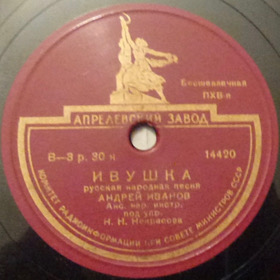 Бесшкалечная
ПХВ-п
АПРЕЛЕВСКИЙ ЗАВОД
В-3 р. 30 к
14420
ИВУШКА
русская народная песня
АНДРЕЙ ИВАНОВ
Анс. нар. инстр.
под упр.
Н. Н. Некрасова
КОМИТЕТ РАДИОИНФОРМАЦИИ ПРИ СОВЕТЕ МИНИСТРОВ СССР